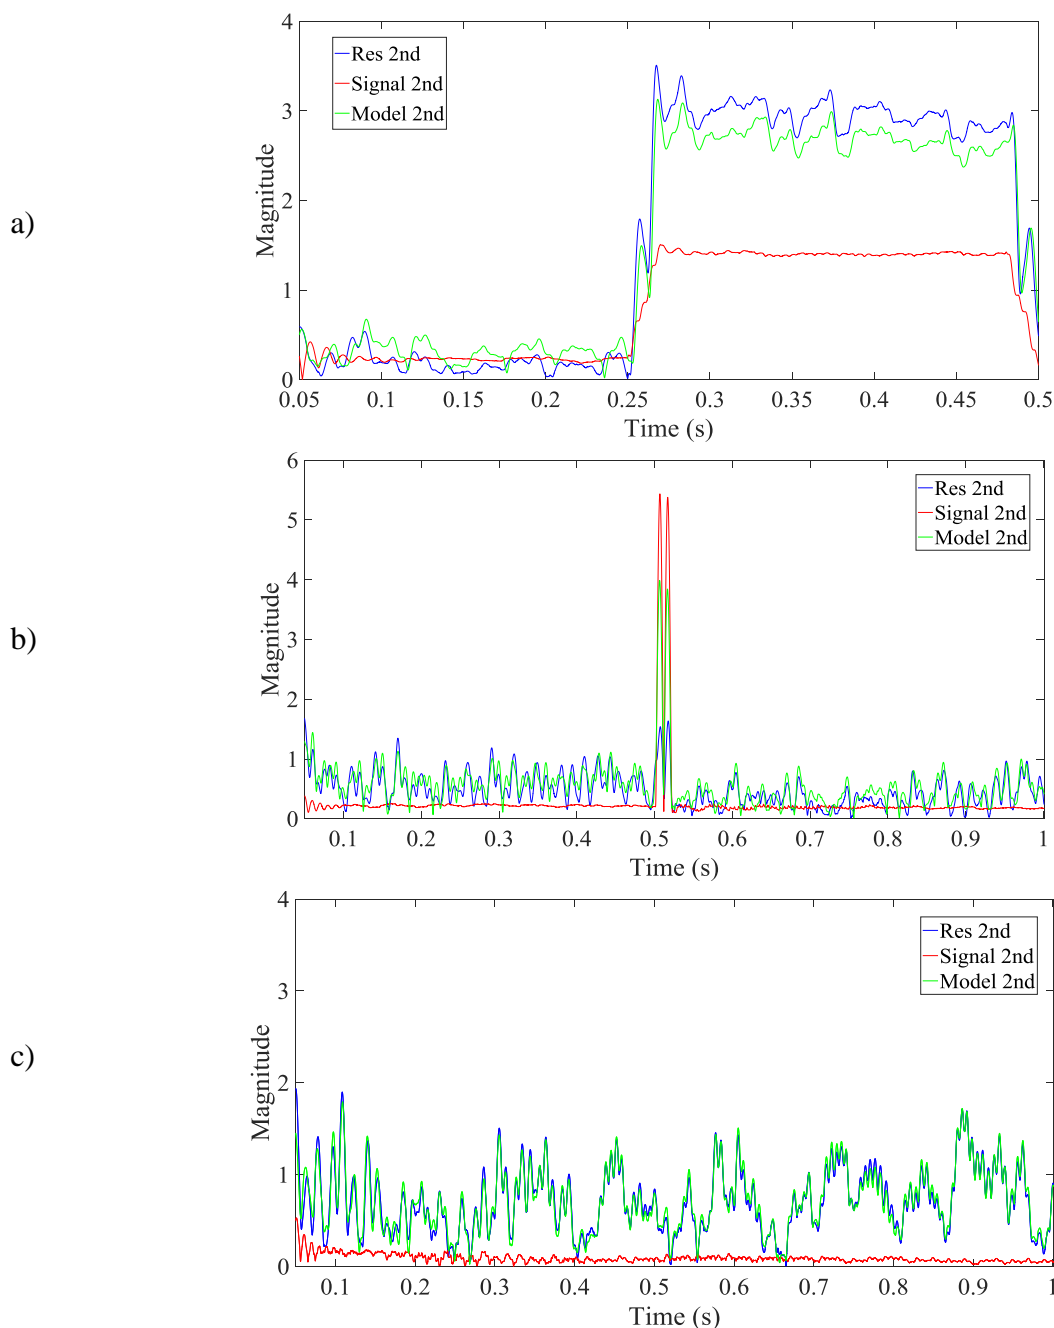 a)
Magnitude
4
3
2
1
0
Res 2nd
Signal 2nd
Model 2nd
0.05 0.1 0.15 0.2 0.25 0.3 0.35 0.4 0.45 0.5
Time (s)
b)
Magnitude
6
5
4
3
2
1
0
Res 2nd
Signal 2nd
Model 2nd
0.1 0.2 0.3 0.4 0.5 0.6 0.7 0.8 0.9 1
Time (s)
c)
Magnitude
4
3
2
1
0
Res 2nd
Signal 2nd
Model 2nd
0.1 0.2 0.3 0.4 0.5 0.6 0.7 0.8 0.9 1
Time (s)